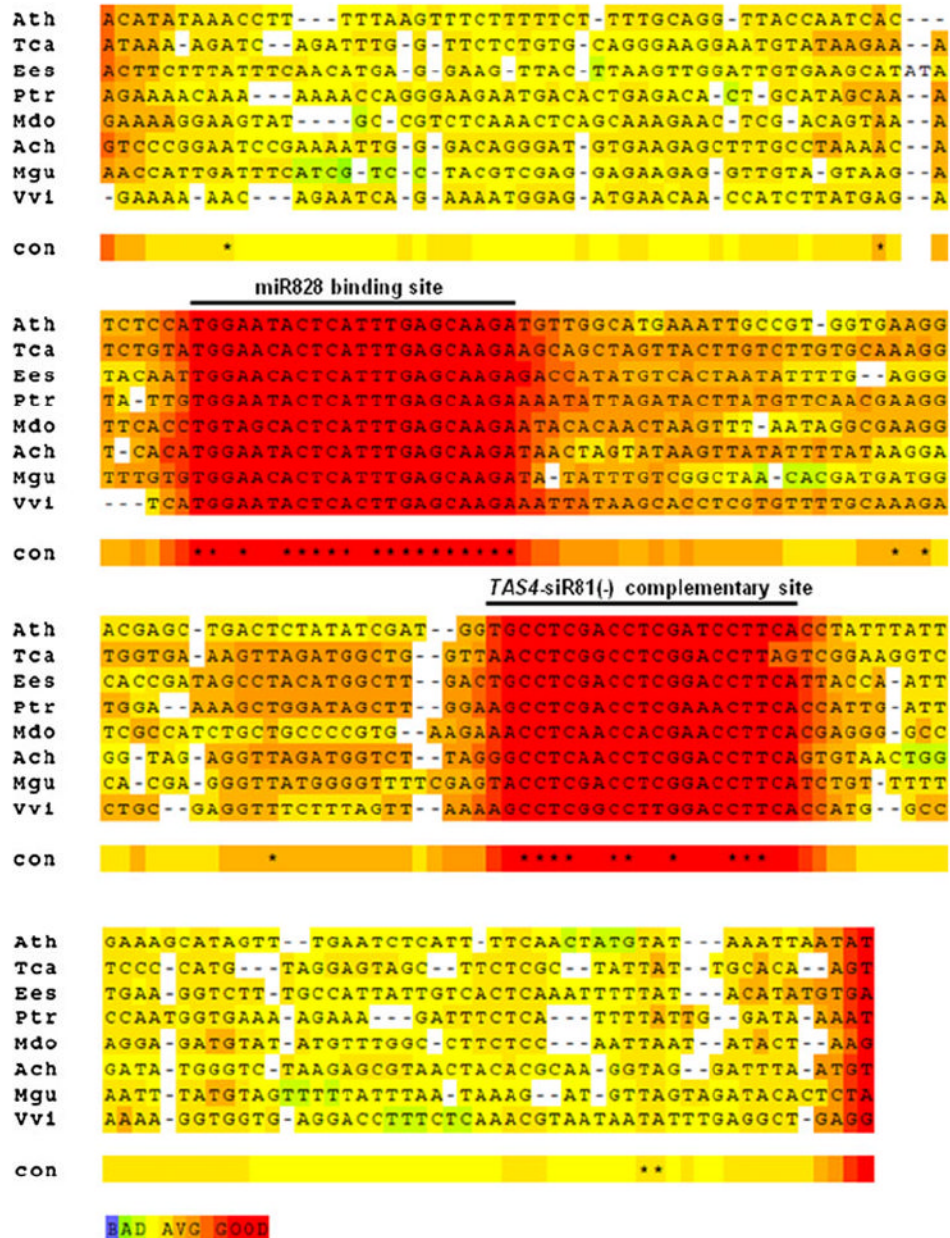 Ath ACATATAAACCTT---TTTAAGTTTCTTTTTCT-TTTGCAGG-TTACCAATCAC---
Tca ATAAA-AGATC--AGATTTG-G-TTCTCTGTG-CAGGGAAGGAATGTATAAGAA--A
Ees ACTTCTTTATTTCAACATGA-G-GAAG-TTAC-TTAAGTTGGATTGTGAAGCATATA
Ptr AGAAAACAAA---AAAACCAGGGAAGAATGACACTGAGACA-CT-GCATAGCAA--A
Mdo GAAAAGGAAGTAT----GC-CGTCTCAAACTCAGCAAAGAAC-TCG-ACAGTAA--A
Ach GTCCCGGAATCCGAAAATTG-G-GACAGGGAT-GTGAAGAGCTTTGCCTAAAAC-A
Mgu AACCATTGATTTCATCG-TC-C-TACGTCGAG-GAGAAGAG-GTTGTA-GTAAG-A
Vvi -GAAAA-AAC---AGAATCA-GAAAATGGAG-ATGAACAA-CCATCTTATGAG--A
con * *
miR828 binding site
Ath TCTCCATGGAATACTCATTTGAGCAAGATGTTGGCATGAAATTGCCGT-GGTGAAGG
Tca TCTGTATGGAACACTCATTTGAGCAAGAAGCAGCTAGTTACTTGTCTTGTGCAAAGG
Ees TACAATTGGAACACTCATTTGAGCAAGAGACCATATGTCACTAATATTTTG--AGGG
Ptr TA-TTGTGGAATACTCATTTGAGCAAGAAAATATTAGATACTTATGTTCAACGAAGG
Mdo TTCACCTGTAGCACTCATTTGAGCAAGAATACACAACTAAGTTT-AATAGGCGAAGG
Ach T-CACATGGAATACTCATTTGAGCAAGATAACTAGTATAAGTTATATTTTATAAGGA
Mgu TTTGTGTGGAACACTCATTTGAGCAAGATA-TATTTGTCGGCTAA-CACGATGATGG
Vvi ---TCATGGAATACTCACTTGAGCAAGAAATTATAAGCACCTCGTGTTTTGCAAAGA
con ** * ***** ********** * *
TAS4-siR81(-) complementary site
Ath ACGAGC-TGACTCTATATCGAT--GGTGCCTCGACCTCGATCCTTCACCTATTTATT
Tca TGGTGA-AAGTTAGATGGCTG--GTTAACCTCGGCCTCGGACCTTAGTCGGAAGGTC
Ees CACCGATAGCCTACATGGCTT--GACTGCCTCGACCTCGGACCTTCATTACCA-ATT
Ptr TGGA--AAAGCTGGATAGCTT--GGAAGCCTCGACCTCGAAACTTCACCATTG-ATT
Mdo TCGCCATCTGCTGCCCCGTG--AAGAAACCTCAACCACGAACCTTCACGAGGG-GCC
Ach GG-TAG-AGGTTAGATGGTCT--TAGGGCCTCAACCTCGGACCTTCAGTGTAACTGG
Mgu CA-CGA-GGGTTATGGGGTTTTCGAGTACCTCGACCTCGGACCTTCATCTGT-TTTT
Vvi CTGC--GAGGTTTCTTTAGTT--AAAAGCCTCGGCCTTGGACCTTCACCATG--GCC
con * **** ** * ***
Ath GAAAGCATAGTT--TGAATCTCATT-TTCAACTATGTAT---AAATTAATAT
Tca TCCC-CATG---TAGGAGTAGC--TTCTCGC--TATTAT--TGCACA--AGT
Ees TGAA-GGTCTT-TGCCATTATTGTCACTCAAATTTTTAT---ACATATGTGA
Ptr CCAATGGTGAAA-AGAAA---GATTTCTCA---TTTTATTG--GATA-AAAT
Mdo AGGA-GATGTAT-ATGTTTGGC-CTTCTCC---AATTAAT--ATACT--AAG
Ach GATA-TGGGTC-TAAGAGCGTAACTACACGCAA-GGTAG--GATTTA-ATGT
Mgu AATT-TATGTAGTTTTTATTTAA-TAAAG--AT-GTTAGTAGATACACTCTA
Vvi AAAA-GGTGGTG-AGGACCTTTCTCAAACGTAATAATATTTGAGGCT-GAGG
con **
BAD AVG GOOD